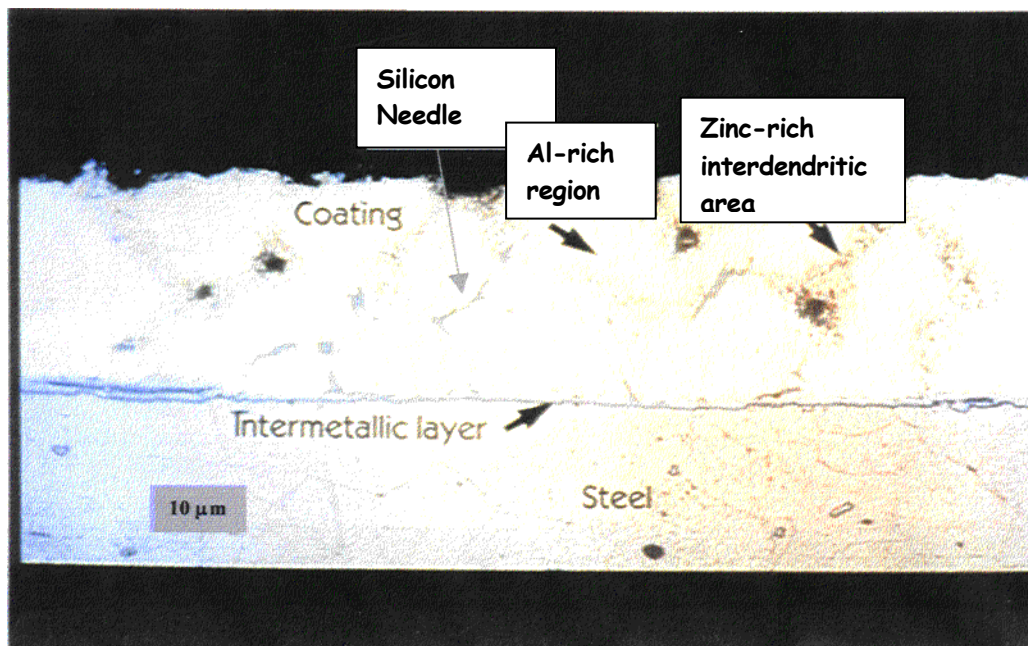 Silicon
Needle
Al-rich
region
Zinc-rich
interdendritic
area
Coating
Intermetallic layer
Steel
10 μm